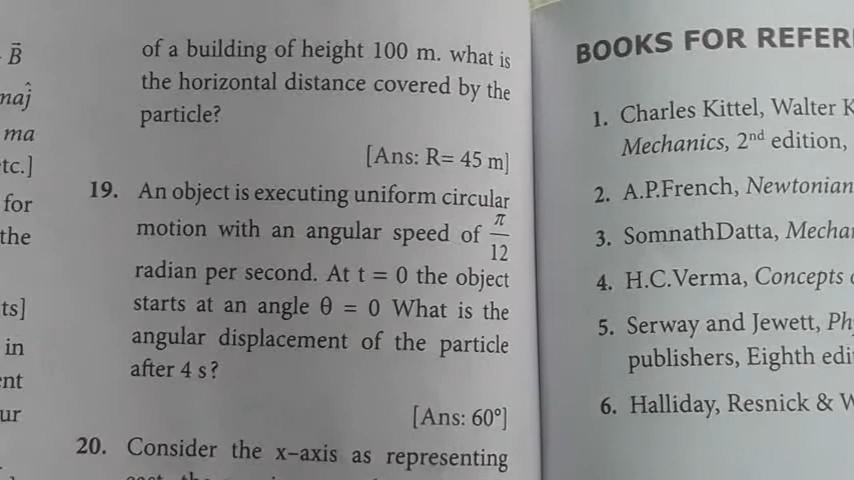 B⃗
naĵ
ma
etc.]
for
the
ts]
in
ent
ur
of a building of height 100 m. what is
the horizontal distance covered by the
particle?
[Ans: R= 45 m]
19. An object is executing uniform circular
motion with an angular speed of π/12
radian per second. At t = 0 the object
starts at an angle θ = 0 What is the
angular displacement of the particle
after 4 s?
[Ans: 60°]
20. Consider the x–axis as representing
BOOKS FOR REFER
1. Charles Kittel, Walter K
Mechanics, 2nd edition,
2. A.P.French, Newtonian
3. SomnathDatta, Mecha
4. H.C.Verma, Concepts
5. Serway and Jewett, Ph
publishers, Eighth edi
6. Halliday, Resnick & W